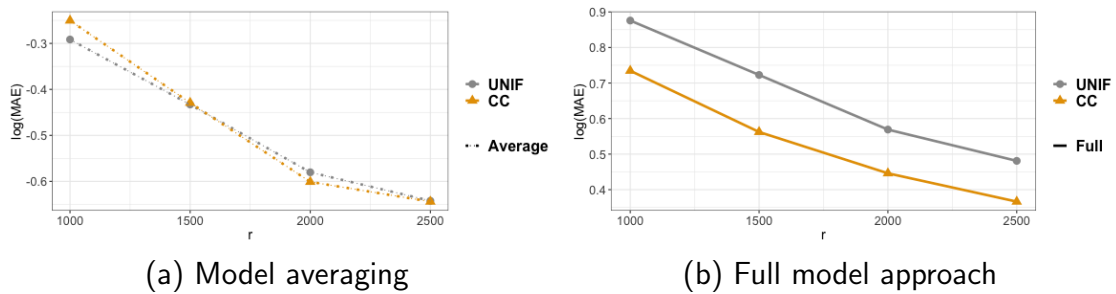 log(MAE)
-0.3
-0.4
-0.5
-0.6
1000 1500 2000 2500
r
UNIF
CC
Average
(a) Model averaging
log(MAE)
0.9
0.8
0.7
0.6
0.5
0.4
1000 1500 2000 2500
r
UNIF
CC
Full
(b) Full model approach